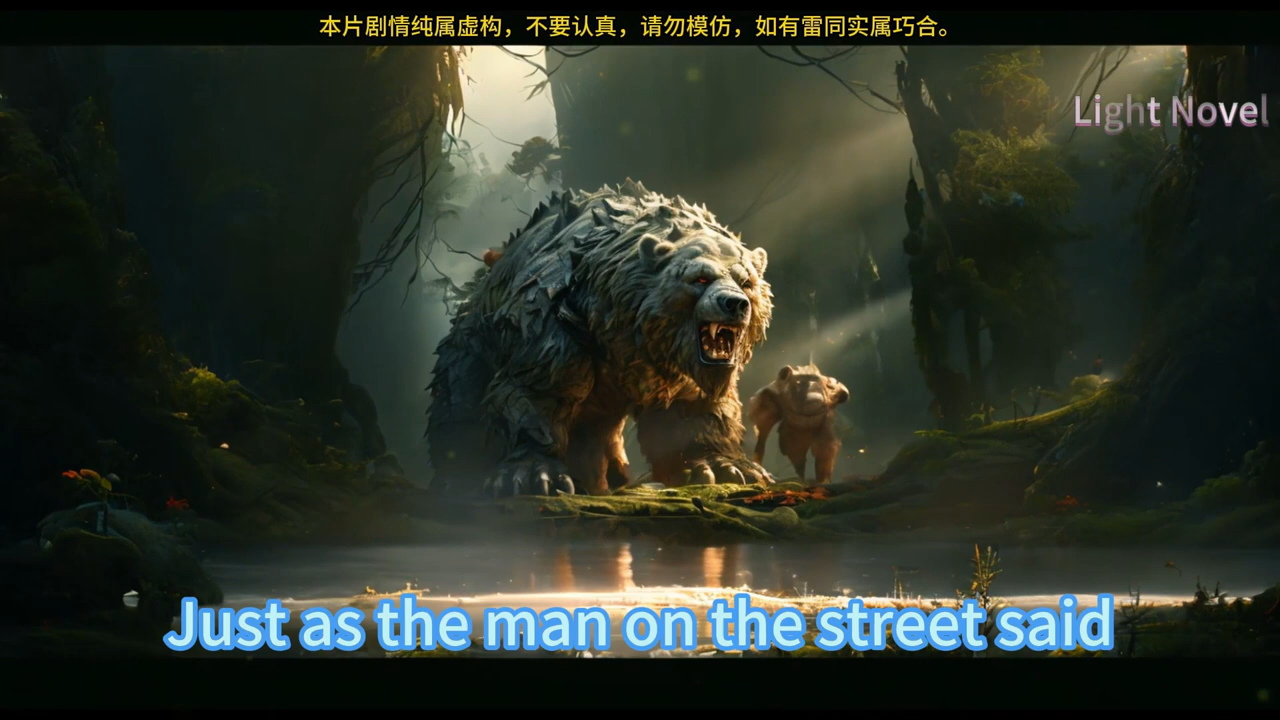 本片剧情纯属虚构，不要认真，请勿模仿，如有雷同实属巧合。
Light Novel
Just as the man on the street said